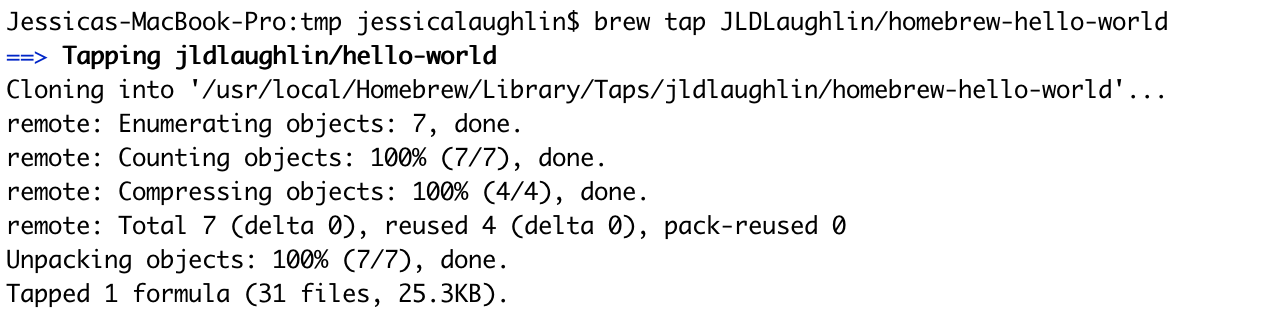 Jessicas-MacBook-Pro:tmp jessicalaughlin$ brew tap JLDLaughlin/homebrew-hello-world
==> Tapping jldlaughlin/hello-world
Cloning into '/usr/local/Homebrew/Library/Taps/jldlaughlin/homebrew-hello-world'...
remote: Enumerating objects: 7, done.
remote: Counting objects: 100% (7/7), done.
remote: Compressing objects: 100% (4/4), done.
remote: Total 7 (delta 0), reused 4 (delta 0), pack-reused 0
Unpacking objects: 100% (7/7), done.
Tapped 1 formula (31 files, 25.3KB).